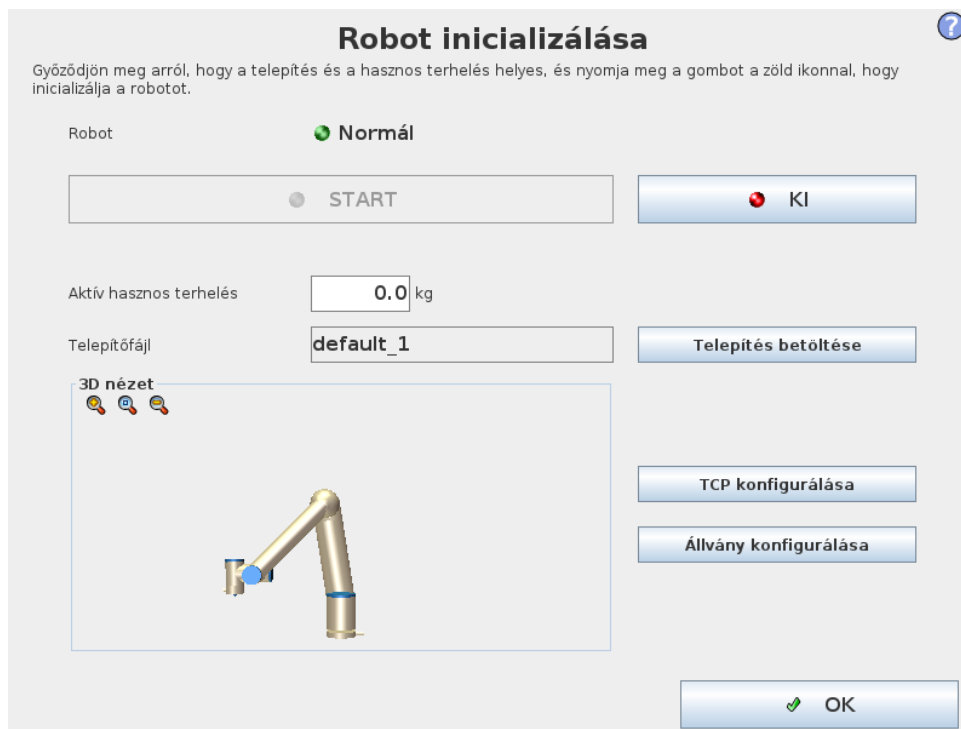 Robot inicializálása
?
Győződjön meg arról, hogy a telepítés és a hasznos terhelés helyes, és nyomja meg a gombot a zöld ikonnal, hogy
inicializálja a robotot.
Robot
Normál
START
KI
Aktív hasznos terhelés
0.0 kg
Telepítőfájl
default_1
Telepítés betöltése
3D nézet
TCP konfigurálása
Állvány konfigurálása
OK